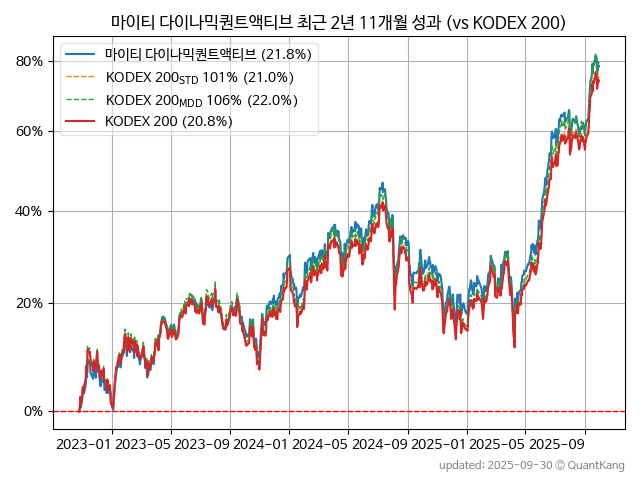 마이티 다이나믹퀀트액티브 최근 2년 11개월 성과 (vs KODEX 200)
마이티 다이나믹퀀트액티브 (21.8%)
KODEX 200STD 101% (21.0%)
KODEX 200MDD 106% (22.0%)
KODEX 200 (20.8%)
80%
60%
40%
20%
0%
2023-01 2023-05 2023-09 2024-01 2024-05 2024-09 2025-01 2025-05 2025-09
updated: 2025-09-30 © QuantKang